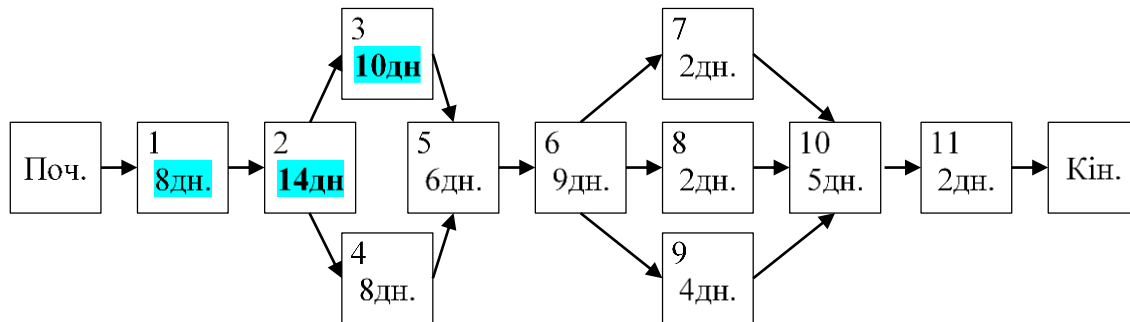 Поч.
1
8дн.
2
14дн
3
10дн
4
8дн.
5
6дн.
6
9дн.
7
2дн.
8
2дн.
9
4дн.
10
5дн.
11
2дн.
Кін.